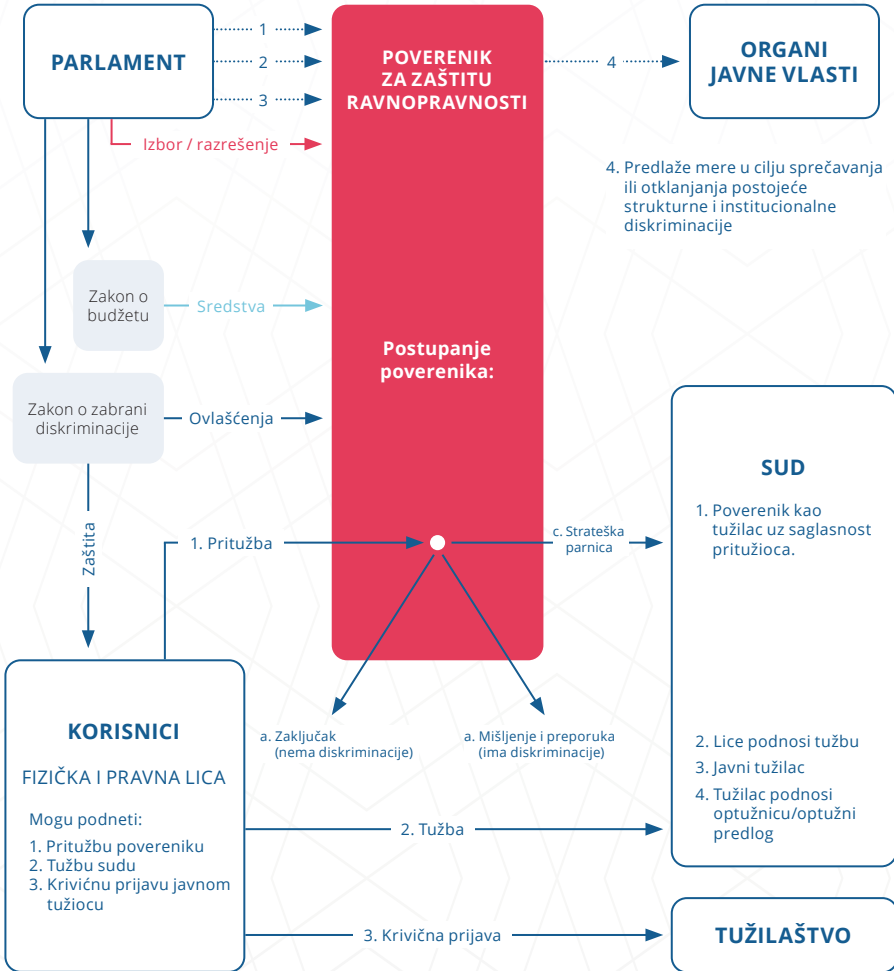 PARLAMENT
1
2
3
Izbor / razrešenje
POVERENIK
ZA ZAŠTITU
RAVNOPRAVNOSTI
4
ORGANI
JAVNE VLASTI
4. Predlaže mere u cilju sprečavanja
ili otklanjanja postojeće
strukturne i institucionalne
diskriminacije
Zakon o
budžetu
Sredstva
Postupanje
poverenika:
Zakon o zabrani
diskriminacije
Ovlašćenja
Zaštita
1. Pritužba
c. Strateška
parnica
SUD
1. Poverenik kao
tužilac uz saglasnost
pritužioca.
2. Lice podnosi tužbu
3. Javni tužilac
4. Tužilac podnosi
optužnicu/optužni
predlog
a. Zaključak
(nema diskriminacije)
a. Mišljenje i preporuka
(ima diskriminacije)
KORISNICI
FIZIČKA I PRAVNA LICA
Mogu podneti:
1. Pritužbu povereniku
2. Tužbu sudu
3. Krivićnu prijavu javnom
tužiocu
2. Tužba
3. Krivična prijava
TUŽILAŠTVO